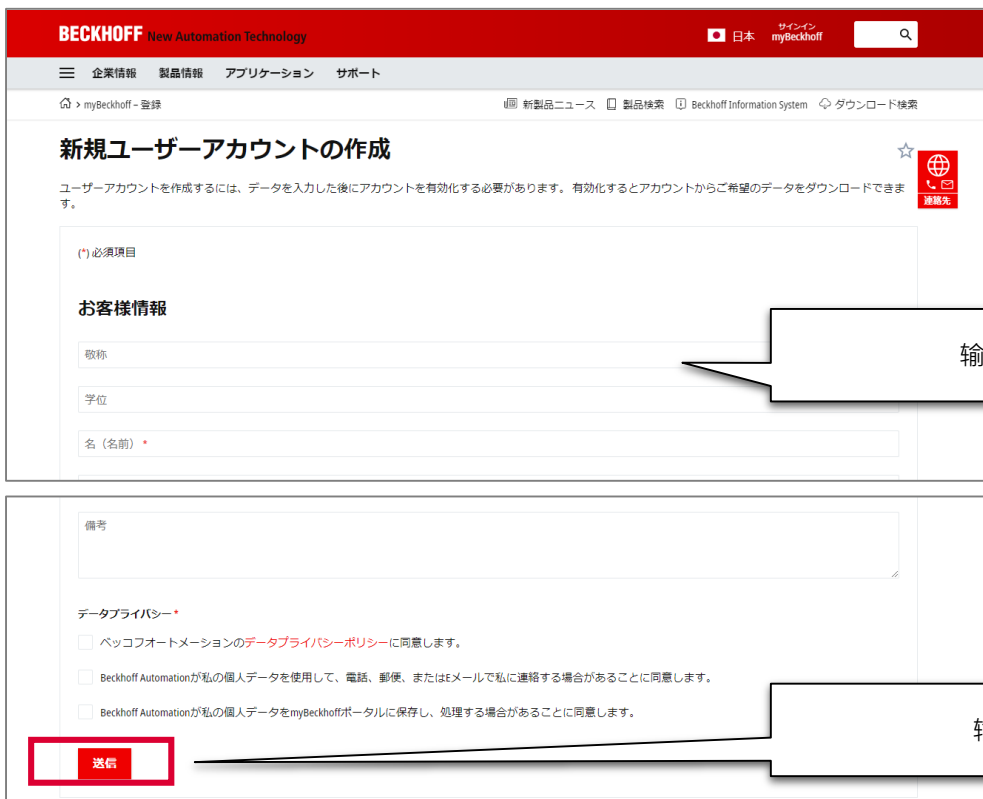 BECKHOFF New Automation Technology
日本
サインイン
myBeckhoff
企業情報 製品情報 アプリケーション サポート
myBeckhoff – 登録
新製品ニュース 製品検索 Beckhoff Information System ダウンロード検索
新規ユーザーアカウントの作成
連絡先
ユーザーアカウントを作成するには、データを入力した後にアカウントを有効化する必要があります。有効化するとアカウントからご希望のデータをダウンロードできま
す。
(*) 必須項目
お客様情報
敬称
输
学位
名（名前） *
備考
データプライバシー *
ベッコフオートメーションのデータプライバシーポリシーに同意します。
Beckhoff Automationが私の個人データを使用して、電話、郵便、またはEメールで私に連絡する場合があることに同意します。
Beckhoff Automationが私の個人データをmyBeckhoffポータルに保存し、処理する場合があることに同意します。
送信